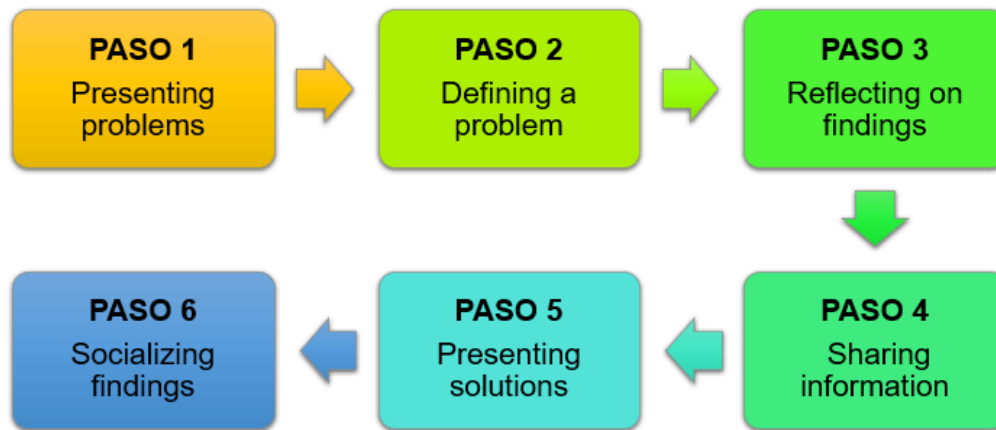 PASO 1
Presenting
problems
PASO 2
Defining a
problem
PASO 3
Reflecting on
findings
PASO 4
Sharing
information
PASO 5
Presenting
solutions
PASO 6
Socializing
findings